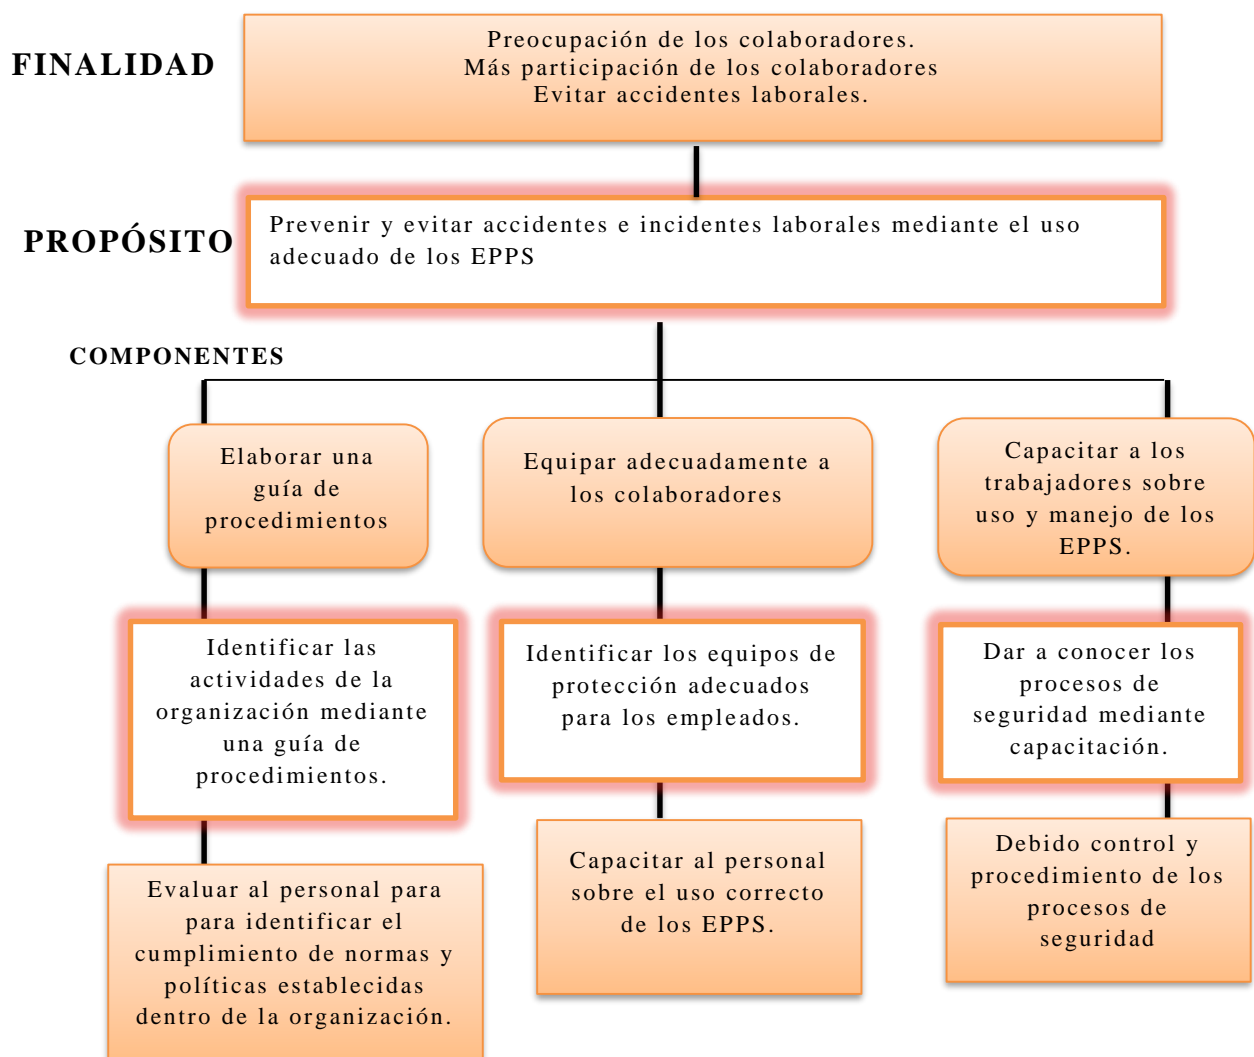 FINALIDAD
Preocupación de los colaboradores.
Más participación de los colaboradores
Evitar accidentes laborales.
PROPÓSITO
Prevenir y evitar accidentes e incidentes laborales mediante el uso
adecuado de los EPPS
COMPONENTES
Elaborar una
guía de
procedimientos
Equipar adecuadamente a
los colaboradores
Capacitar a los
trabajadores sobre
uso y manejo de los
EPPS.
Identificar las
actividades de la
organización mediante
una guía de
procedimientos.
Identificar los equipos de
protección adecuados
para los empleados.
Dar a conocer los
procesos de
seguridad mediante
capacitación.
Evaluar al personal para
para identificar el
cumplimiento de normas y
políticas establecidas
dentro de la organización.
Capacitar al personal
sobre el uso correcto
de los EPPS.
Debido control y
procedimiento de los
procesos de
seguridad